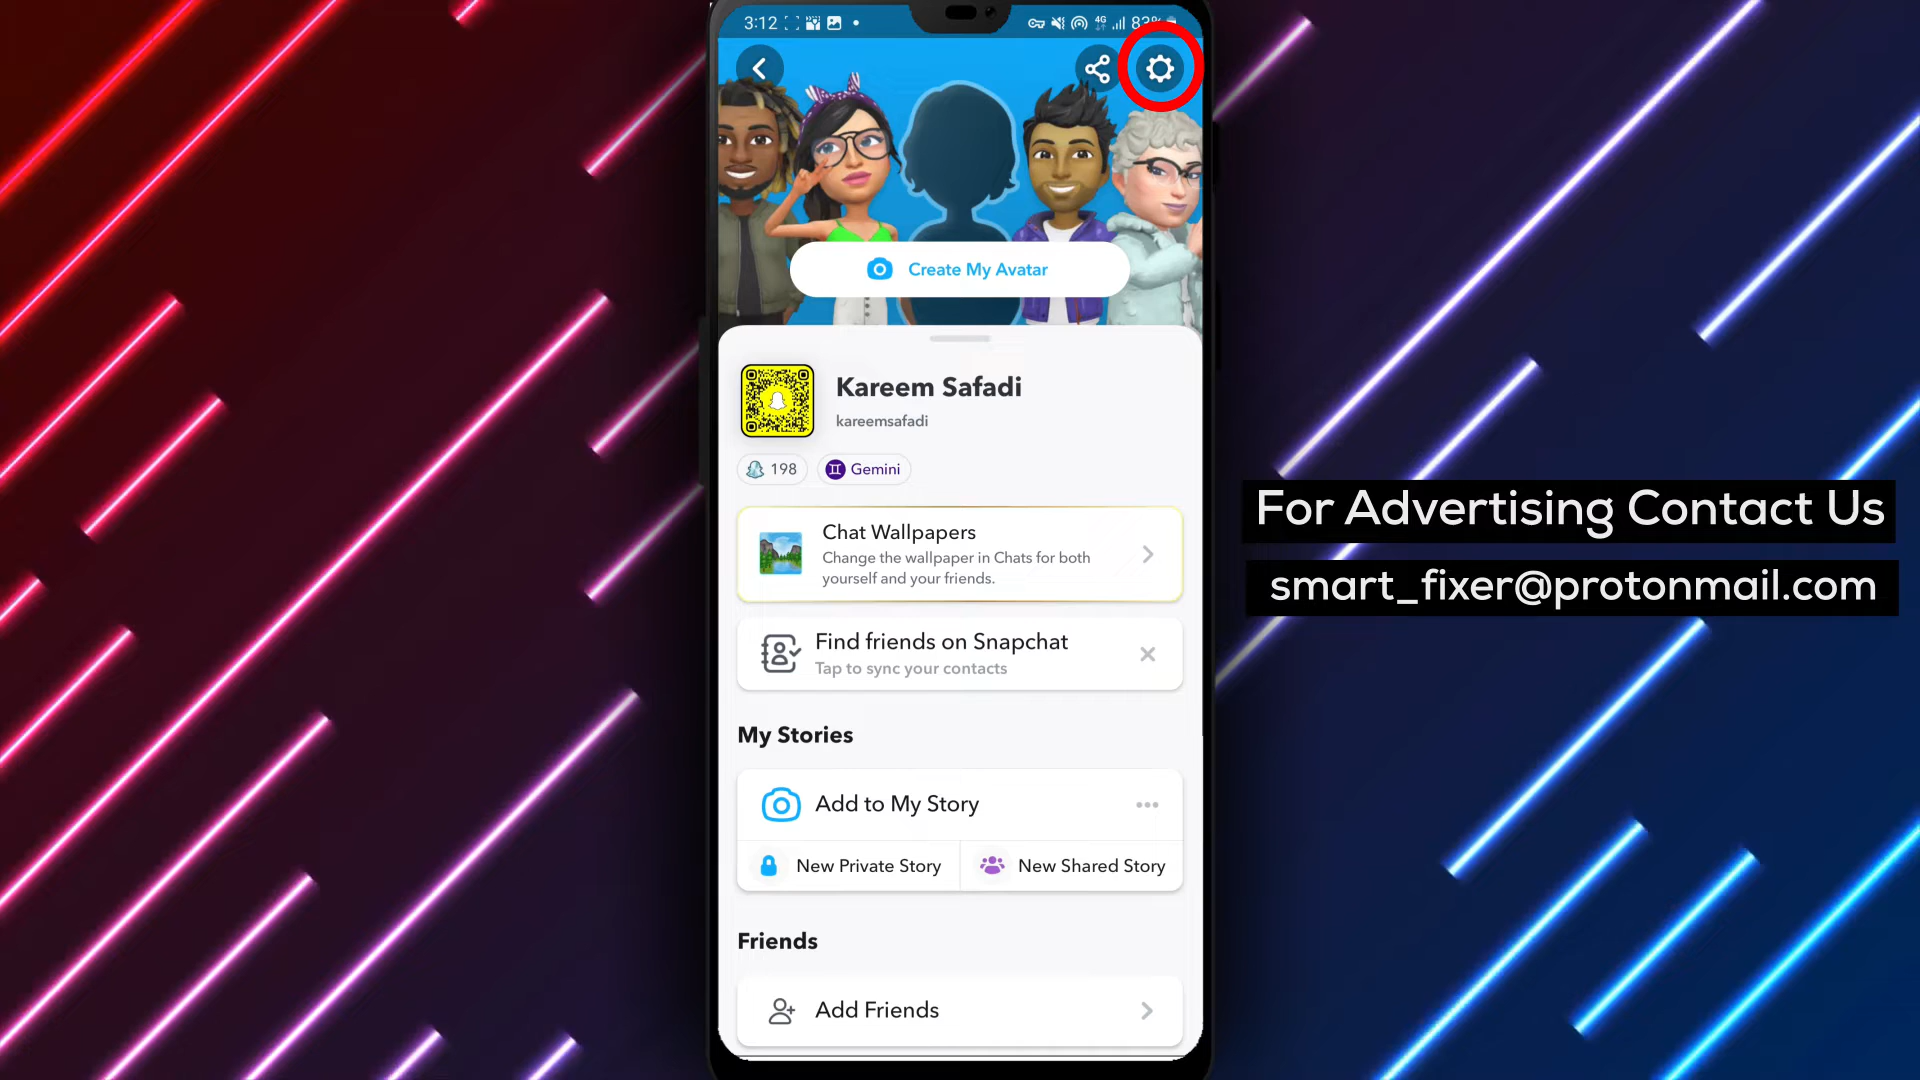 3:12
4G 83%
Create My Avatar
Kareem Safadi
kareemsafadi
198 Gemini
Chat Wallpapers
Change the wallpaper in Chats for both
yourself and your friends.
Find friends on Snapchat
Tap to sync your contacts
My Stories
Add to My Story
New Private Story New Shared Story
Friends
Add Friends
For Advertising Contact Us
smart_fixer@protonmail.com